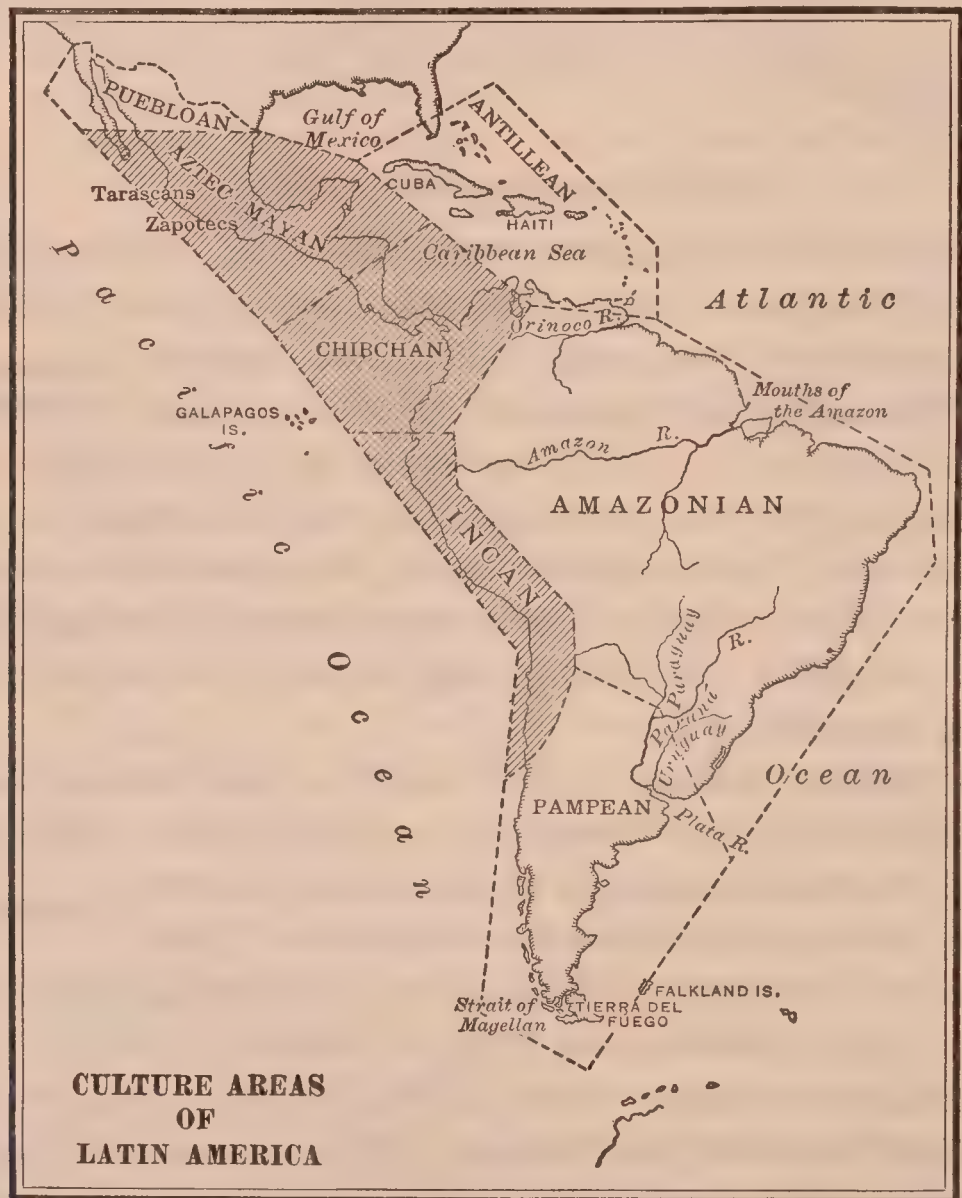 PUEBLOAN
Gulf of
Mexico
ANTILLEAN
AZTEC-MAYAN
CUBA
Tarascans
Zapotecs
HAITI
Caribbean Sea
Atlantic
Orinoco R.
CHIBCHAN
Pacific
GALAPAGOS
IS.
Mouths of
the Amazon
Amazon R.
AMAZONIAN
INCAN
Paraguay
R.
Paraná
Uruguay
Ocean
Ocean
PAMPEAN
Plata R.
FALKLAND IS.
Strait of
Magellan
TIERRA DEL
FUEGO
CULTURE AREAS
OF
LATIN AMERICA